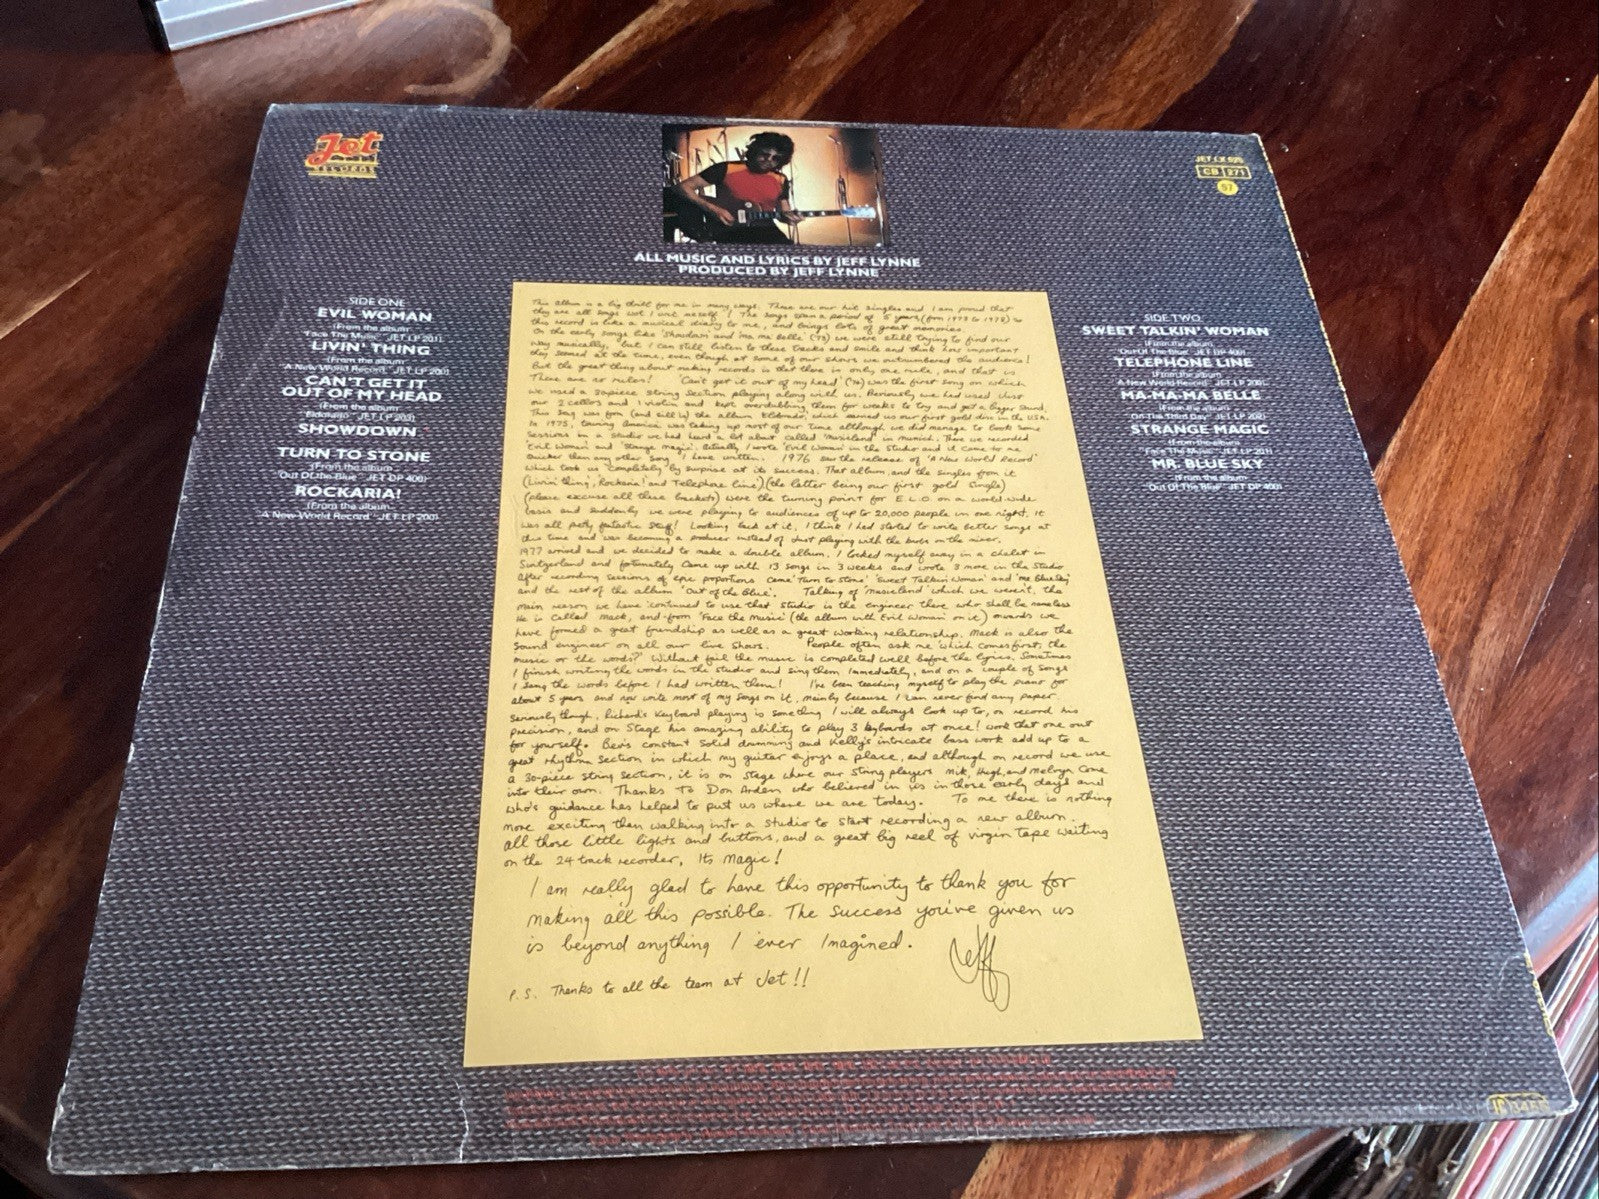 Jet
RECORDS
JET LX 525
CB 271
57
ALL MUSIC AND LYRICS BY JEFF LYNNE
PRODUCED BY JEFF LYNNE
SIDE ONE
EVIL WOMAN
(From the album
"Face The Music" JET LP 201)
LIVIN' THING
(From the album
"A New World Record" JET LP 200)
CAN'T GET IT
OUT OF MY HEAD
(From the album
"Eldorado" JET LP 203)
SHOWDOWN
TURN TO STONE
(From the album
"Out Of the Blue" JET DP 400)
ROCKARIA!
(From the album
"A New World Record" JET LP 200)
This album is a big thrill for me in many ways. These are our hit singles and I am proud that
they are all songs wot I writ meself! The songs span a period of 5 years (from 1973 to 1978) so
this record is like a musical diary to me, and brings lots of great memories.
On the early songs like 'Showdown' and 'ma ma Belle' ('73) we were still trying to find our
way musically, but I can still listen to these tracks and smile and think how important
they seemed at the time, even though at some of our shows we outnumbered the audience!
But the great thing about making records is that there is only one rule, and that is
There are no rules! 'Can't get it out of my head' ('74) was the first song on which
we used a 30piece string section playing along with us. Previously we had used just
our 2 cellos and 1 violin and kept overdubbing them for weeks to try and get a bigger sound.
This song was from (and still is) the album Eldorado, which earned us our first gold disc in the USA.
In 1975, touring America was taking up most of our time although we did manage to book some
sessions in a studio we had heard a lot about called 'Musicland' in munich. There we recorded
'Evil Woman' and 'Strange Magic'. Actually, I wrote 'Evil Woman' in the studio and it came to me
quicker than any other song I have written. 1976 saw the release of 'A New World Record'
which took us completely by surprise at its success. That album, and the singles from it
(Livin' thing, Rockaria! and Telephone line) (the latter being our first gold single)
(please excuse all these brackets) were the turning point for E.L.O. on a world-wide
basis and suddenly we were playing to audiences of up to 20,000 people in one night, it
was all pretty fantastic stuff! Looking back at it, I think I had started to write better songs at
this time and was becoming a producer instead of just playing with the knobs on the mixer.
1977 arrived and we decided to make a double album. I locked myself away in a chalet in
Switzerland and fortunately came up with 13 songs in 3 weeks and wrote 3 more in the studio
After recording sessions of epic proportions came 'Turn to Stone' 'Sweet Talkin' Woman' and 'Mr Blue Sky'
and the rest of the album 'Out of the Blue'. Talking of 'musicland' which we weren't, the
main reason we have continued to use that studio is the engineer there who shall be nameless
He is called Mack, and from 'Face the Music' (the album with Evil Woman on it) onwards we
have formed a great friendship as well as a great working relationship. Mack is also the
sound engineer on all our live shows. People often ask me 'which comes first, the
music or the words?' Without fail the music is completed well before the lyrics. Sometimes
I finish writing the words in the studio and sing them immediately, and on a couple of songs
I sang the words before I had written them! I've been teaching myself to play the piano for
about 5 years and now write most of my songs on it, mainly because I can never find any paper
Seriously though, Richard's Keyboard playing is something I will always look up to, on record his
precision, and on stage his amazing ability to play 3 keyboards at once! work that one out
for yourself. Bev's constant solid drumming and Kelly's intricate bass work add up to a
great rhythm section in which my guitar enjoys a place, and although on record we use
a 30-piece string section, it is on stage where our string players Mik, Hugh, and Melvyn come
into their own. Thanks to Don Arden who believed in us in those early days and
who's guidance has helped to put us where we are today. To me there is nothing
more exciting than walking into a studio to start recording a new album.
all those little lights and buttons, and a great big reel of virgin tape waiting
on the 24 track recorder, Its Magic!
I am really glad to have this opportunity to thank you for
making all this possible. The success you've given us
is beyond anything I ever Imagined.
Jeff
P.S. Thanks to all the team at Jet!!
SIDE TWO
SWEET TALKIN' WOMAN
(From the album
"Out Of The Blue" JET DP 400)
TELEPHONE LINE
(From the album
"A New World Record" JET LP 200)
MA-MA-MA BELLE
(From the album
"On The Third Day" JET LP 202)
STRANGE MAGIC
(From the album
"Face The Music" JET LP 201)
MR. BLUE SKY
(From the album
"Out Of The Blue" JET DP 400)